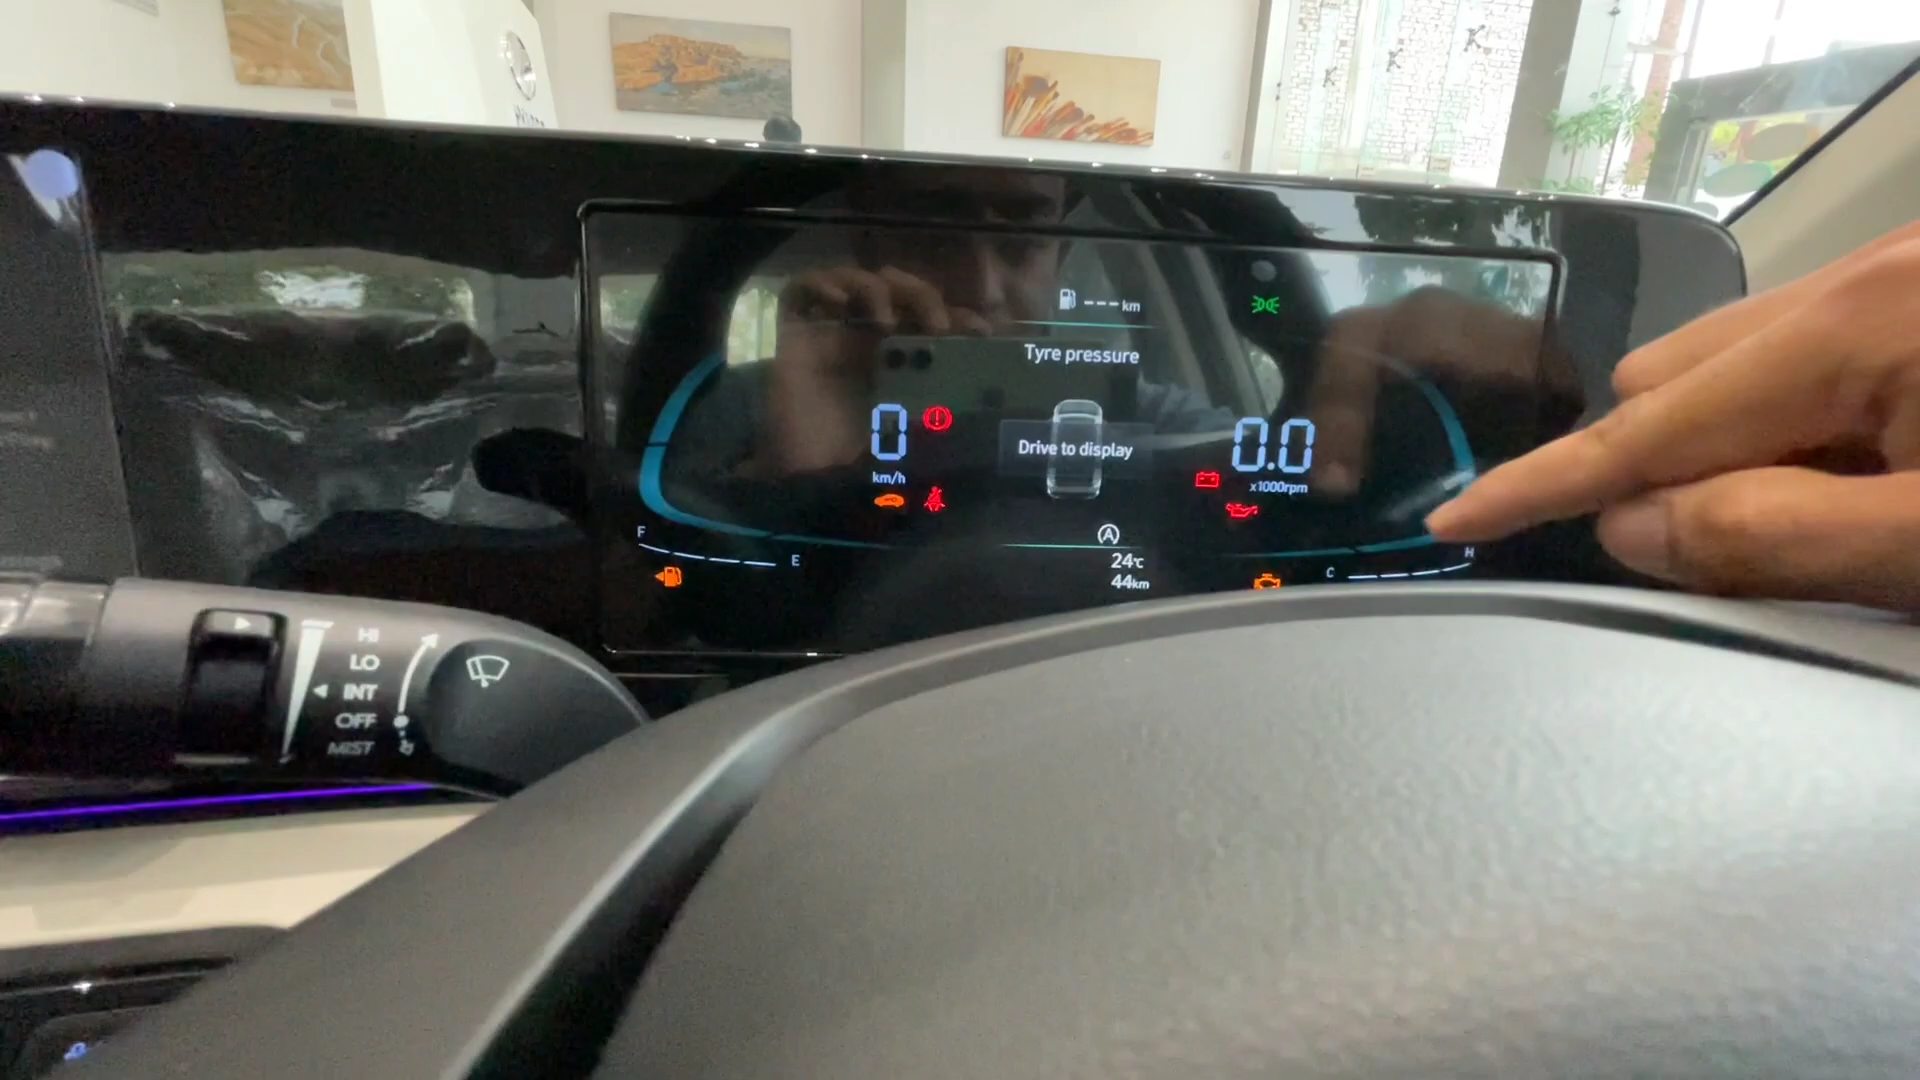 --- km
Tyre pressure
0
km/h
Drive to display
0.0
x1000rpm
A
F
E
24°C
44km
C
H
HI
LO
INT
OFF
MIST